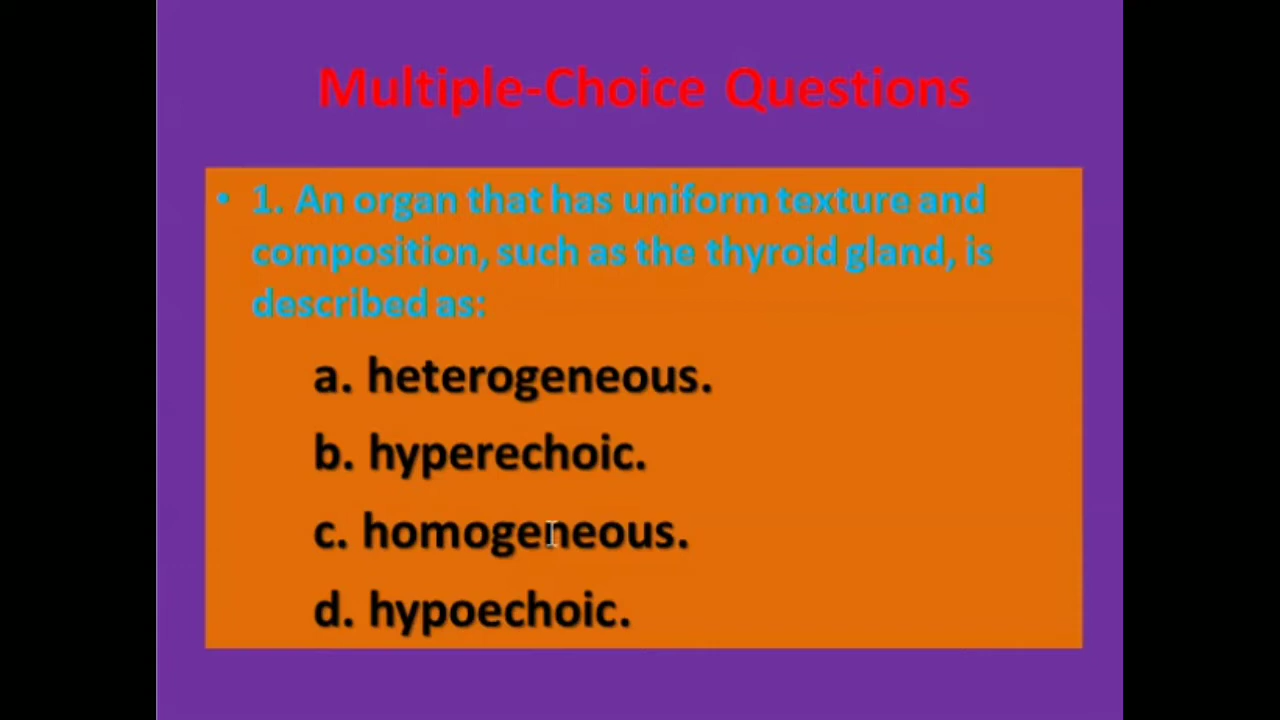 Multiple-Choice Questions
• 1. An organ that has uniform texture and
composition, such as the thyroid gland, is
described as:
a. heterogeneous.
b. hyperechoic.
c. homogeneous.
d. hypoechoic.